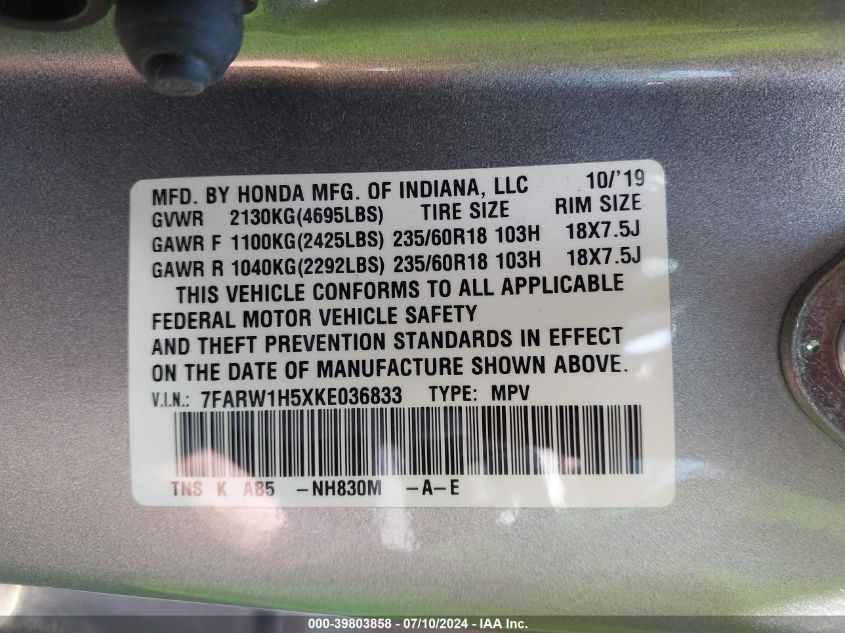 MFD. BY HONDA MFG. OF INDIANA, LLC 10/'19
GVWR 2130KG(4695LBS) TIRE SIZE RIM SIZE
GAWR F 1100KG(2425LBS) 235/60R18 103H 18X7.5J
GAWR R 1040KG(2292LBS) 235/60R18 103H 18X7.5J
THIS VEHICLE CONFORMS TO ALL APPLICABLE
FEDERAL MOTOR VEHICLE SAFETY
AND THEFT PREVENTION STANDARDS IN EFFECT
ON THE DATE OF MANUFACTURE SHOWN ABOVE.
V.I.N.: 7FARW1H5XKE036833 TYPE: MPV
TNS K AB5 -NH830M -A-E
000-39803858 - 07/10/2024 - IAA Inc.